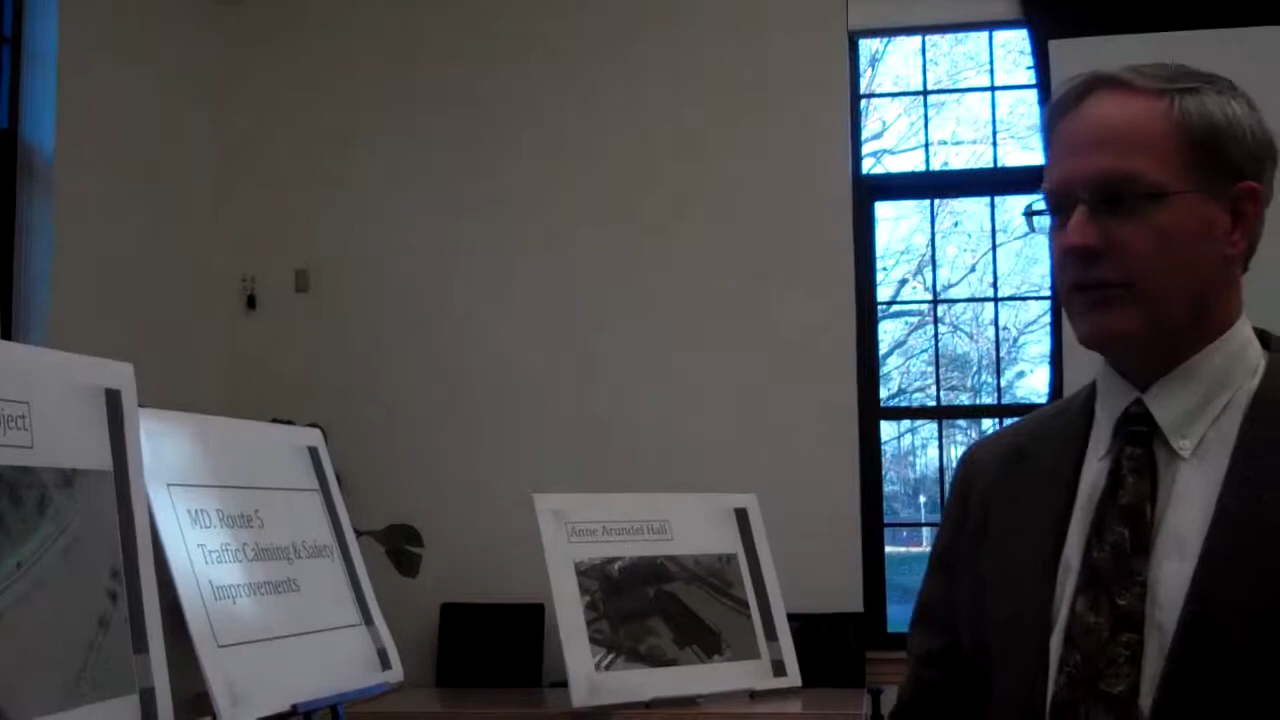 ject
MD. Route 5
Traffic Calming & Safety
Improvements
Anne Arundel Hall